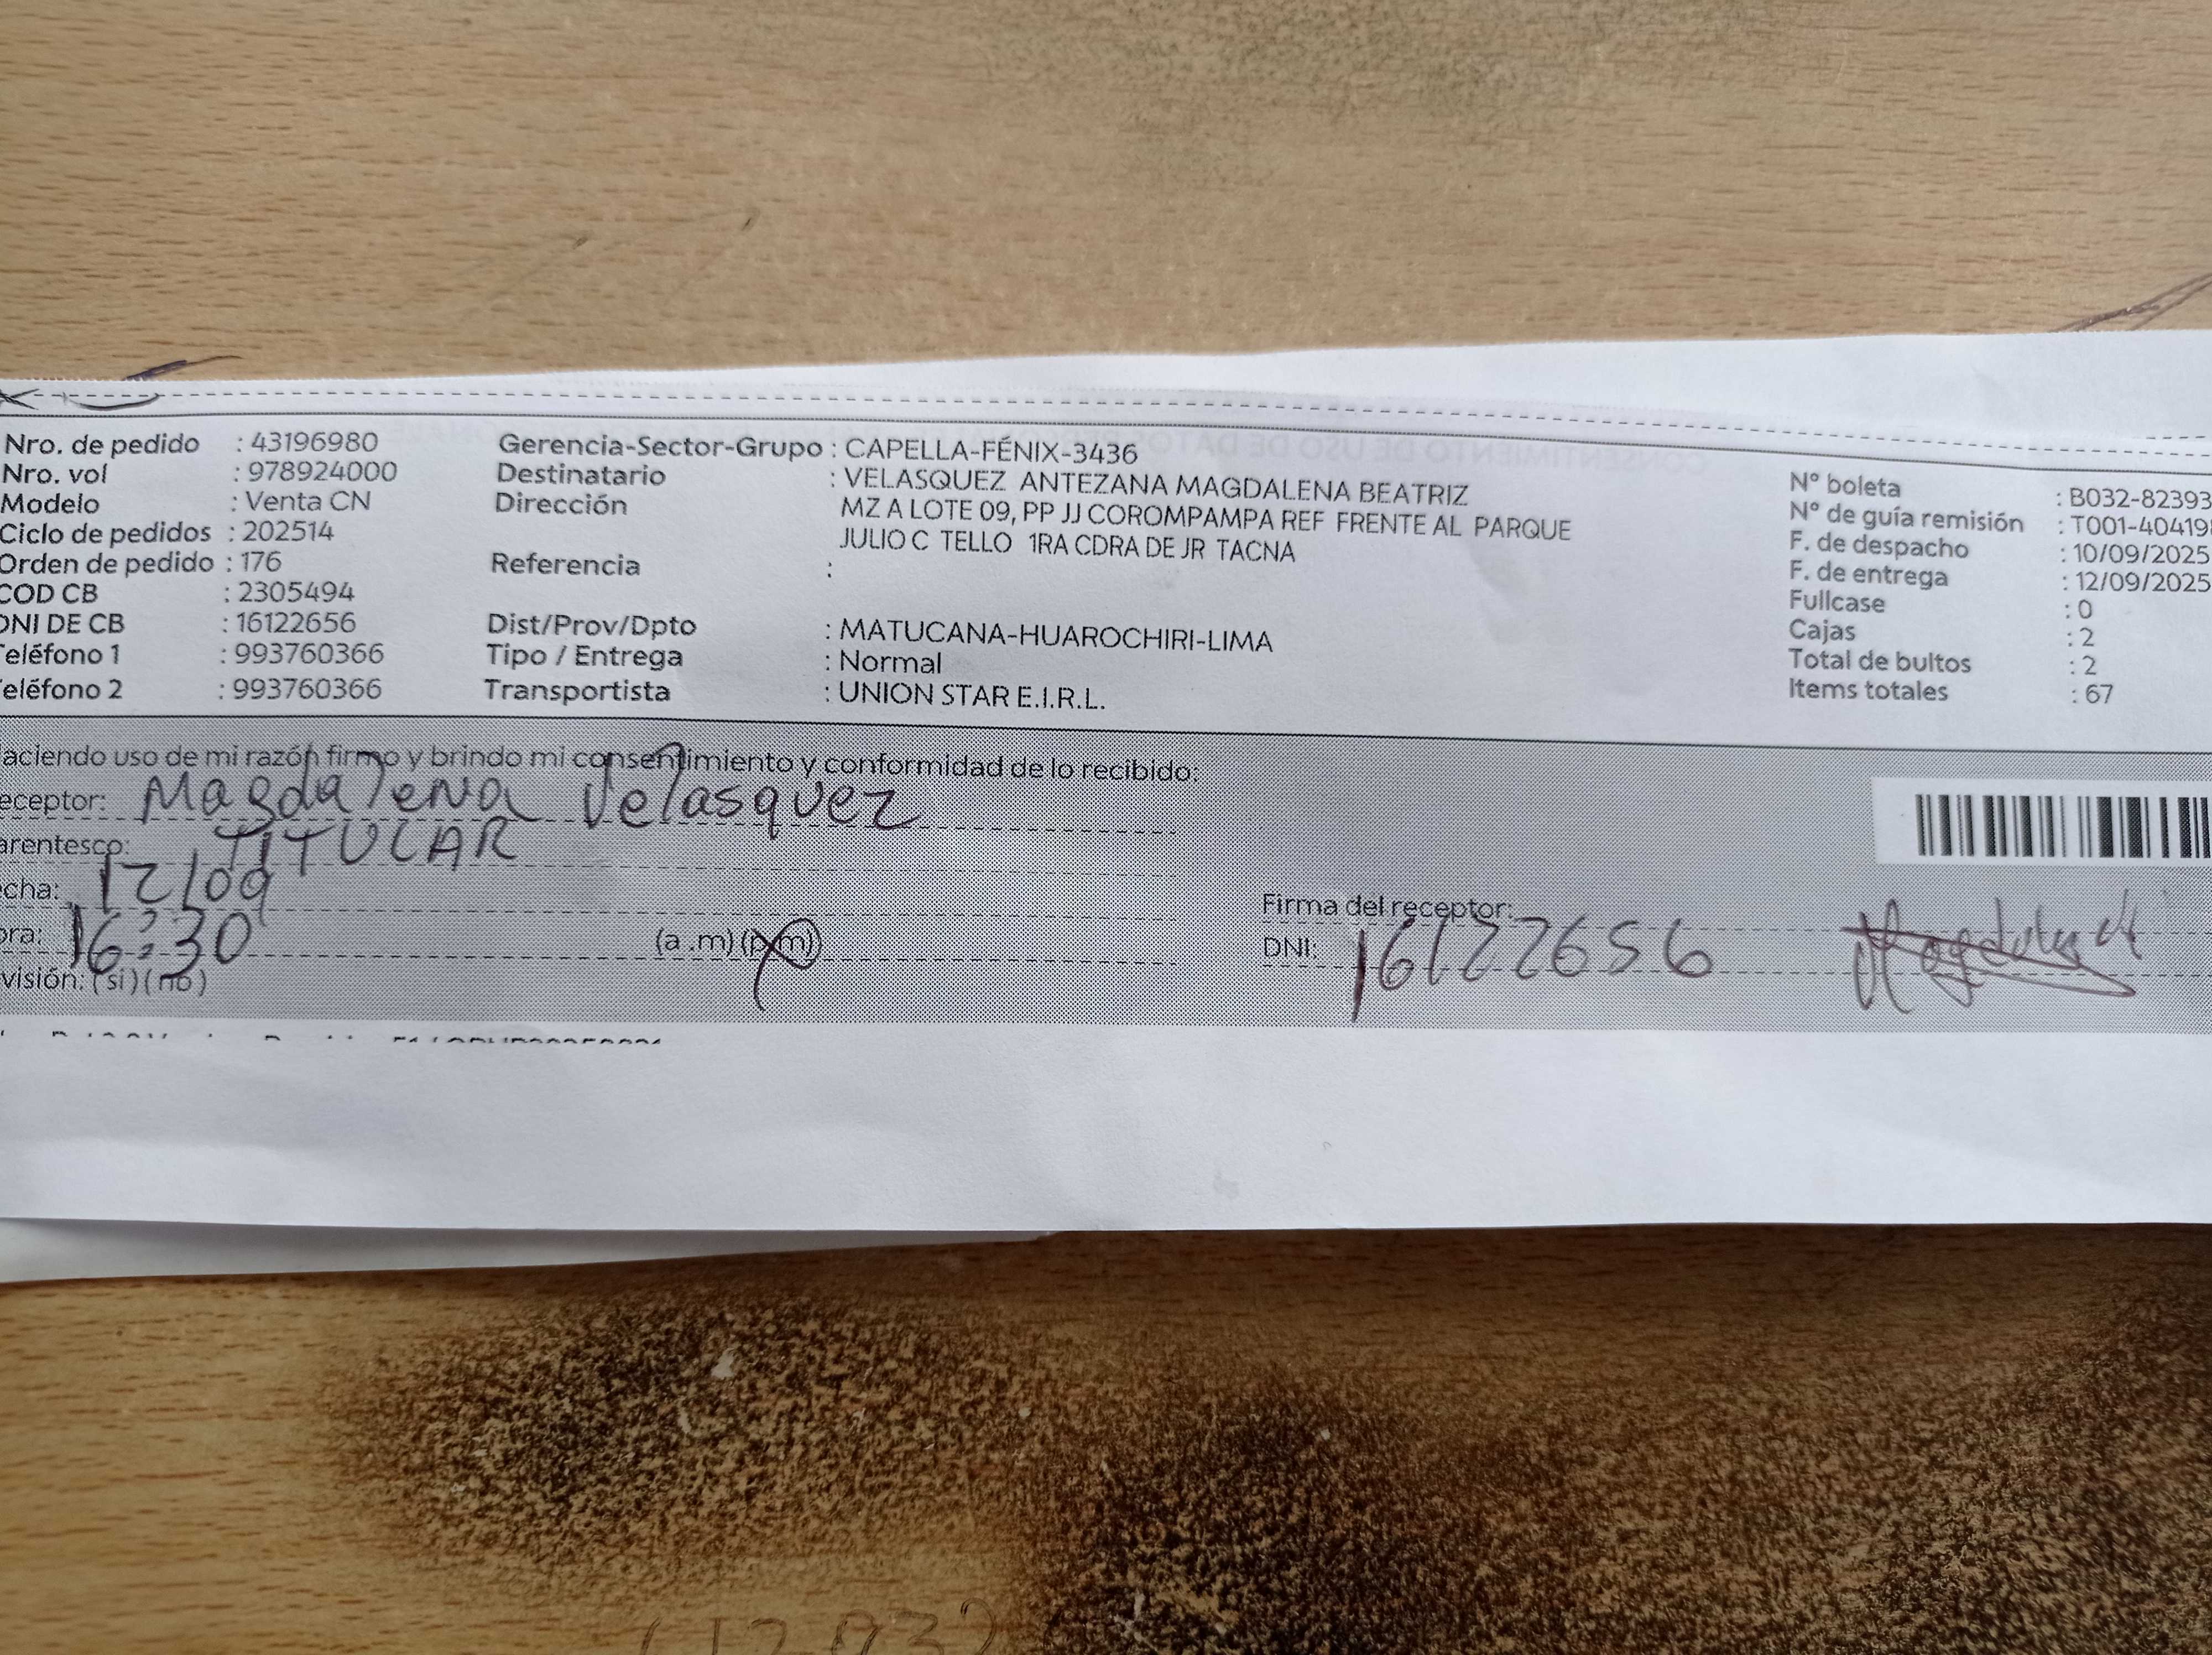 Nro. de pedido : 43196980
Nro. vol : 978924000
Modelo : Venta CN
Ciclo de pedidos : 202514
Orden de pedido : 176
COD CB : 2305494
DNI DE CB : 16122656
Teléfono 1 : 993760366
Teléfono 2 : 993760366
Gerencia-Sector-Grupo : CAPELLA-FÉNIX-3436
Destinatario : VELASQUEZ ANTEZANA MAGDALENA BEATRIZ
Dirección MZ A LOTE 09, PP JJ COROMPAMPA REF FRENTE AL PARQUE
JULIO C TELLO 1RA CDRA DE JR TACNA
Referencia :
Dist/Prov/Dpto : MATUCANA-HUAROCHIRI-LIMA
Tipo / Entrega : Normal
Transportista : UNION STAR E.I.R.L.
N° boleta : B032-82393
N° de guía remisión : T001-40419
F. de despacho : 10/09/2025
F. de entrega : 12/09/2025
Fullcase : 0
Cajas : 2
Total de bultos : 2
Items totales : 67
aciendo uso de mi razón firmo y brindo mi consentimiento y conformidad de lo recibido:
eceptor: Magdalena Velasquez
arentesco: TITULAR
cha: 12/09
ora: 16:30 (a .m) (p.m)
visión: (si) (no)
Firma del receptor:
DNI: 16122656